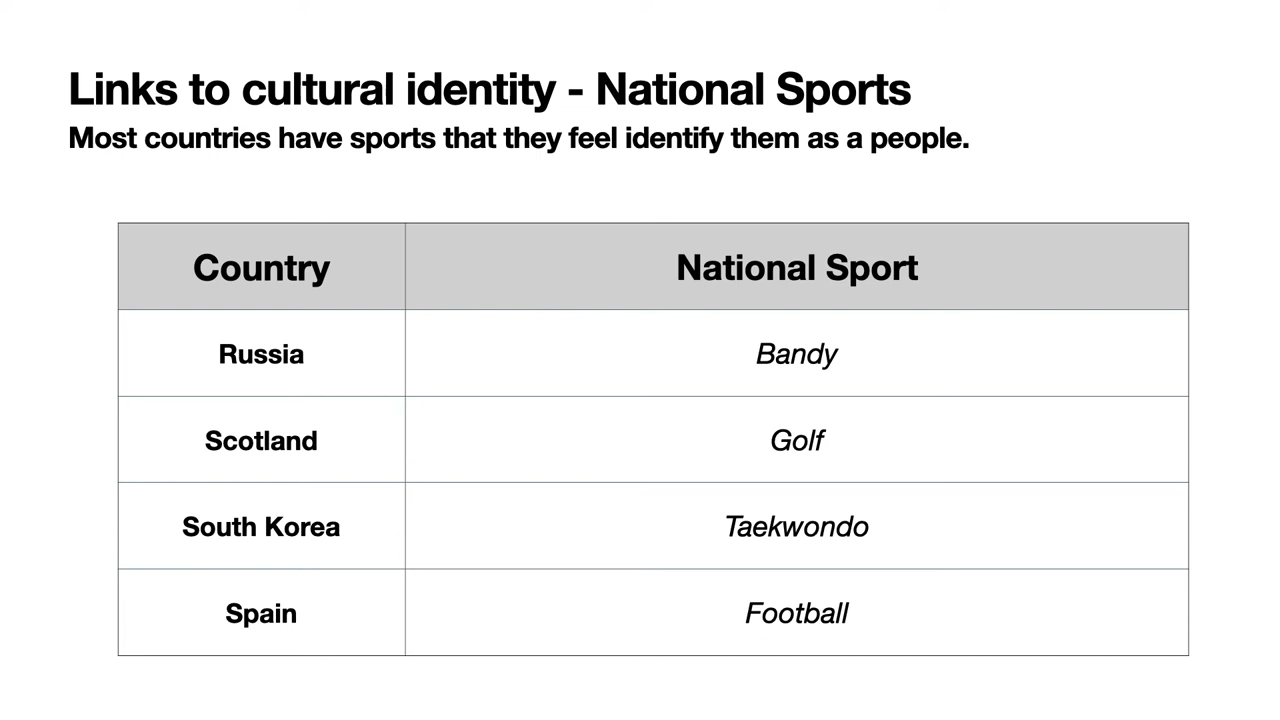 Links to cultural identity - National Sports
Most countries have sports that they feel identify them as a people.
Country National Sport
Russia Bandy
Scotland Golf
South Korea Taekwondo
Spain Football